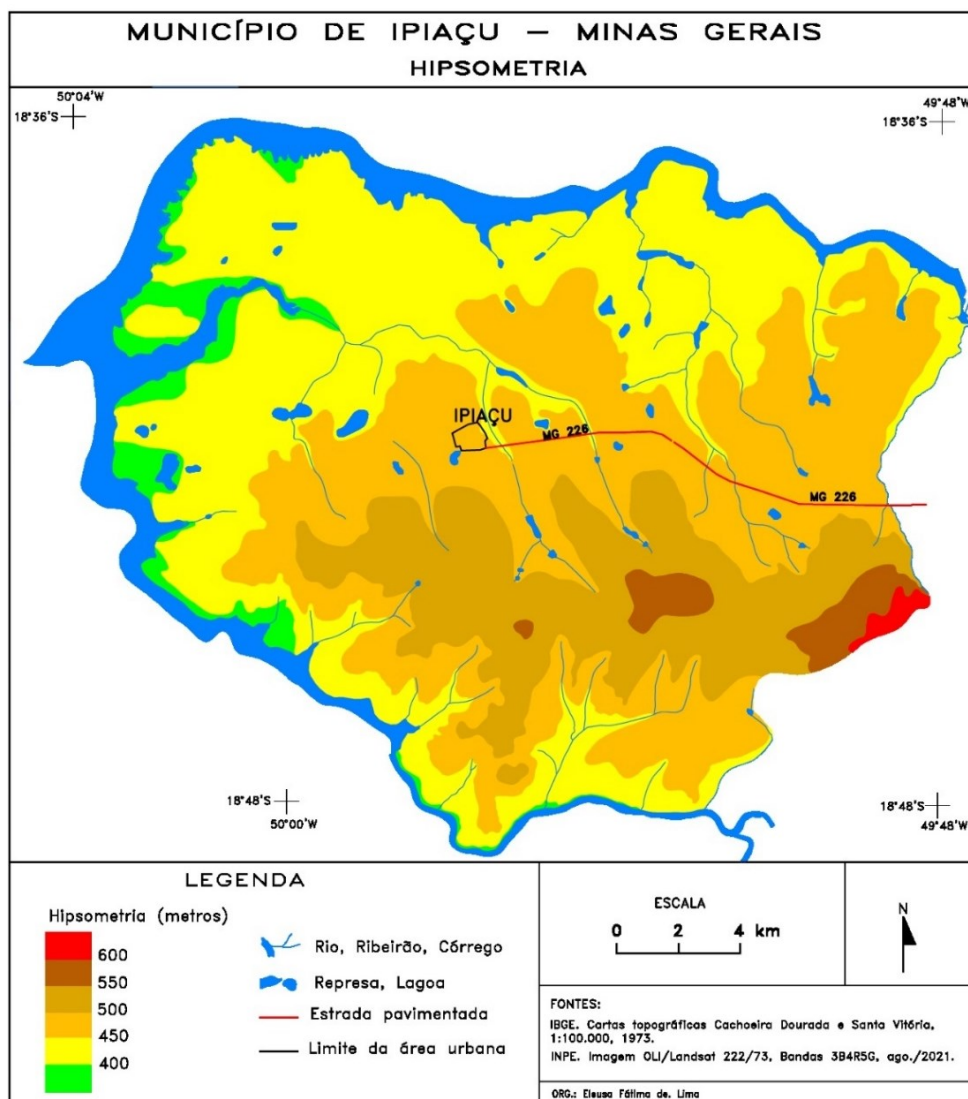 MUNICÍPIO DE IPIAÇU – MINAS GERAIS
HIPSOMETRIA
50°04'W
18°36'S
49°48'W
18°36'S
IPIAÇU
MG 226
MG 226
18°48'S
50°00'W
18°48'S
49°48'W
LEGENDA
Hipsometria (metros)
600
550
500
450
400
Rio, Ribeirão, Córrego
Represa, Lagoa
Estrada pavimentada
Limite da área urbana
ESCALA
0 2 4 km
N
FONTES:
IBGE. Cartas topográficas Cachoeira Dourada e Santa Vitória,
1:100.000, 1973.
INPE. Imagem OLI/Landsat 222/73, Bandas 3B4R5G, ago./2021.
ORG.: Eleusa Fátima de. Lima